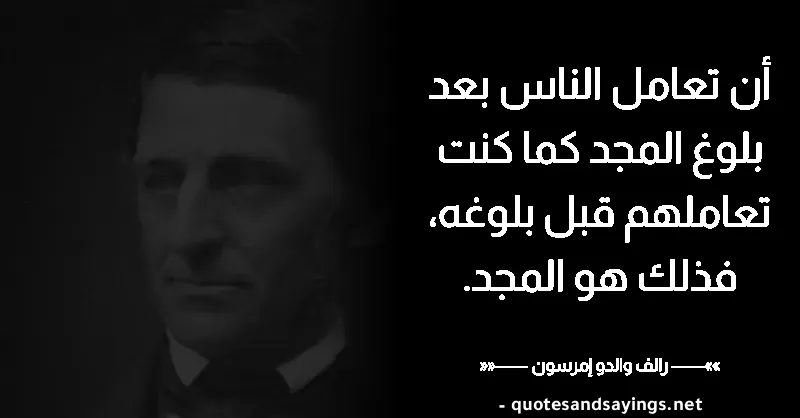 أن تعامل الناس بعد
بلوغ المجد كما كنت
تعاملهم قبل بلوغه،
فذلك هو المجد.
»—— رالف والدو إمرسون ——««
- quotesandsayings.net